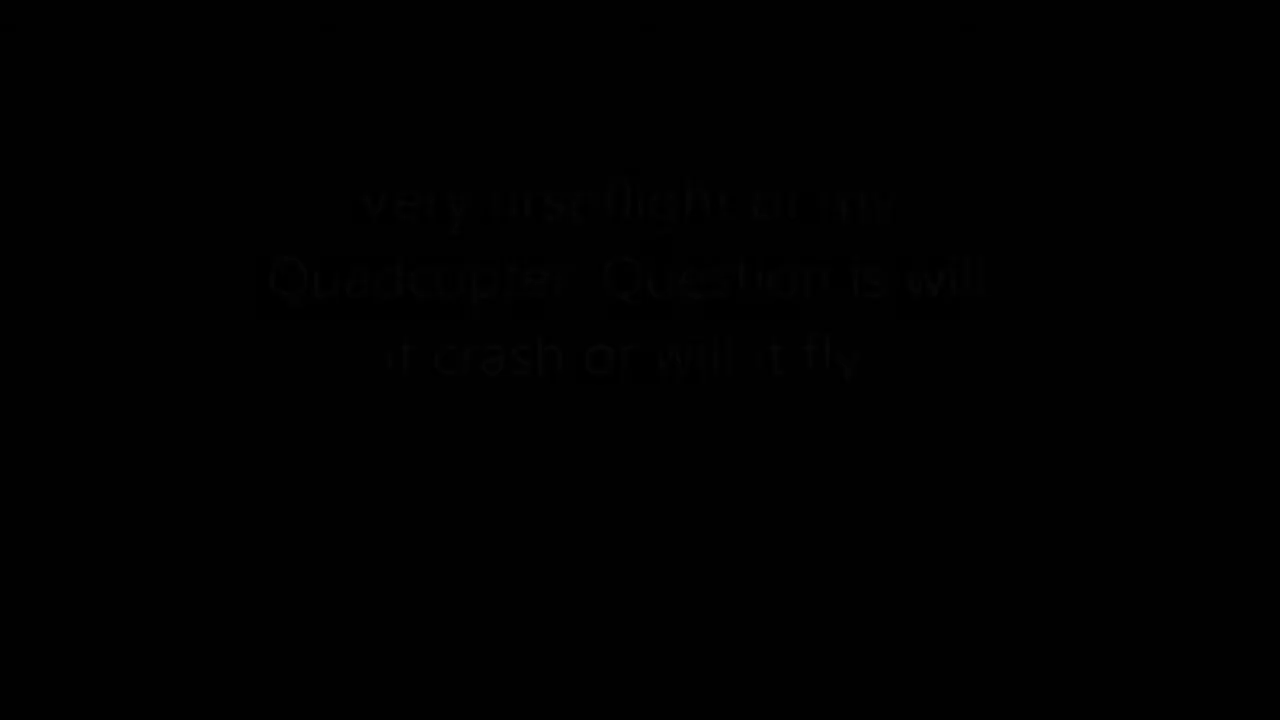 very first flight of my
Quadcopter. Question is will
it crash or will it fly